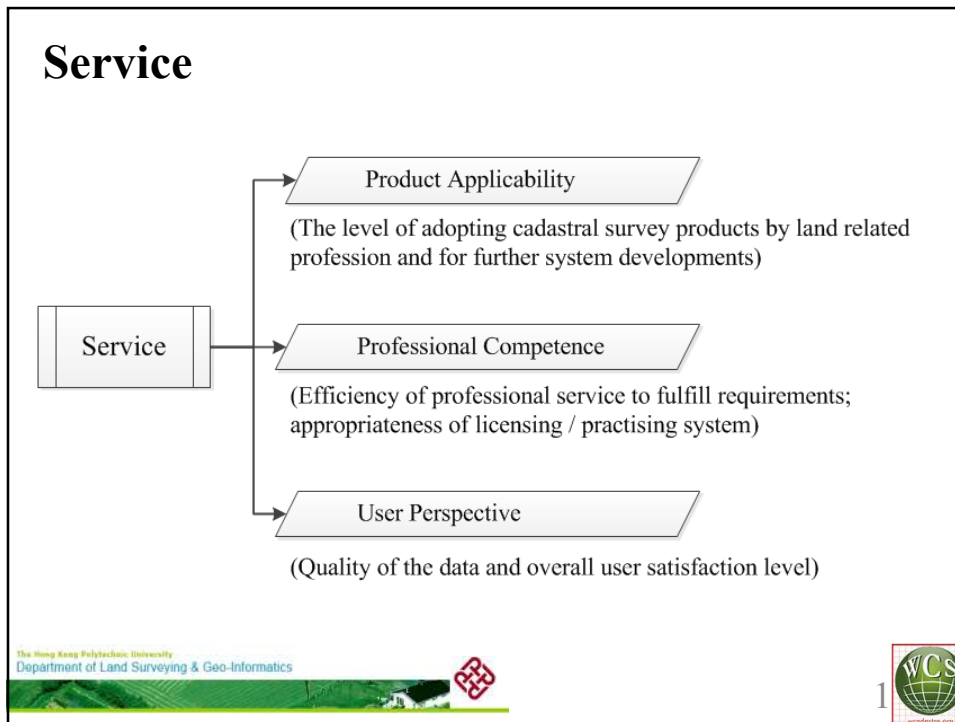 Service
Product Applicability
(The level of adopting cadastral survey products by land related
profession and for further system developments)
Service
Professional Competence
(Efficiency of professional service to fulfill requirements;
appropriateness of licensing / practising system)
User Perspective
(Quality of the data and overall user satisfaction level)
The Hong Kong Polytechnic University
Department of Land Surveying & Geo-Informatics
1
WCS